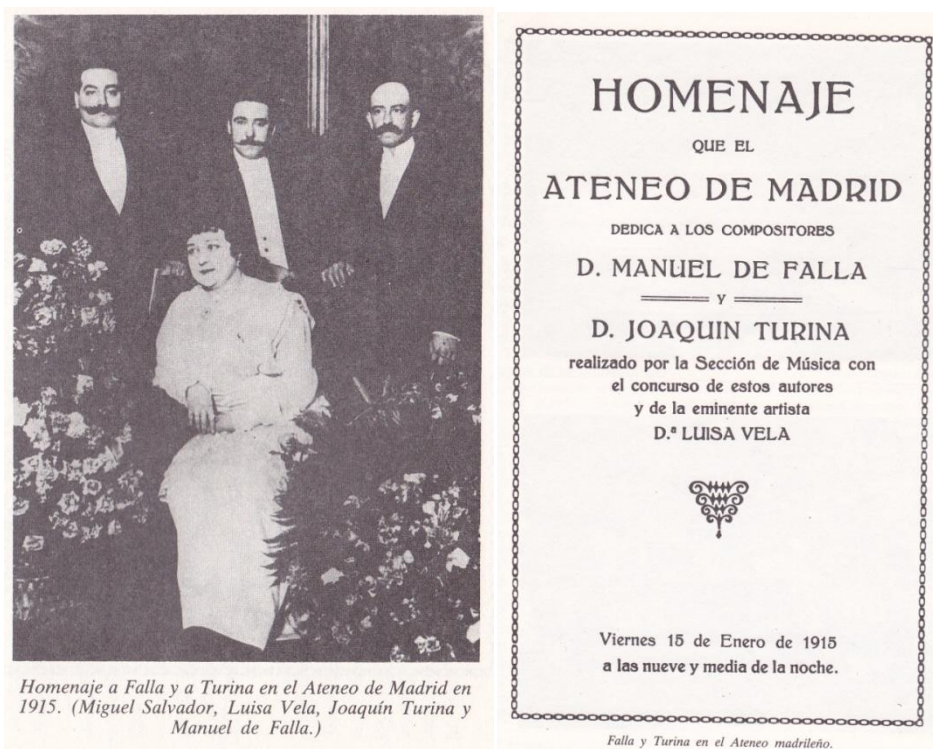 Homenaje a Falla y a Turina en el Ateneo de Madrid en
1915. (Miguel Salvador, Luisa Vela, Joaquín Turina y
Manuel de Falla.)
HOMENAJE
QUE EL
ATENEO DE MADRID
DEDICA A LOS COMPOSITORES
D. MANUEL DE FALLA
Y
D. JOAQUIN TURINA
realizado por la Sección de Música con
el concurso de estos autores
y de la eminente artista
D.ª LUISA VELA
Viernes 15 de Enero de 1915
a las nueve y media de la noche.
Falla y Turina en el Ateneo madrileño.